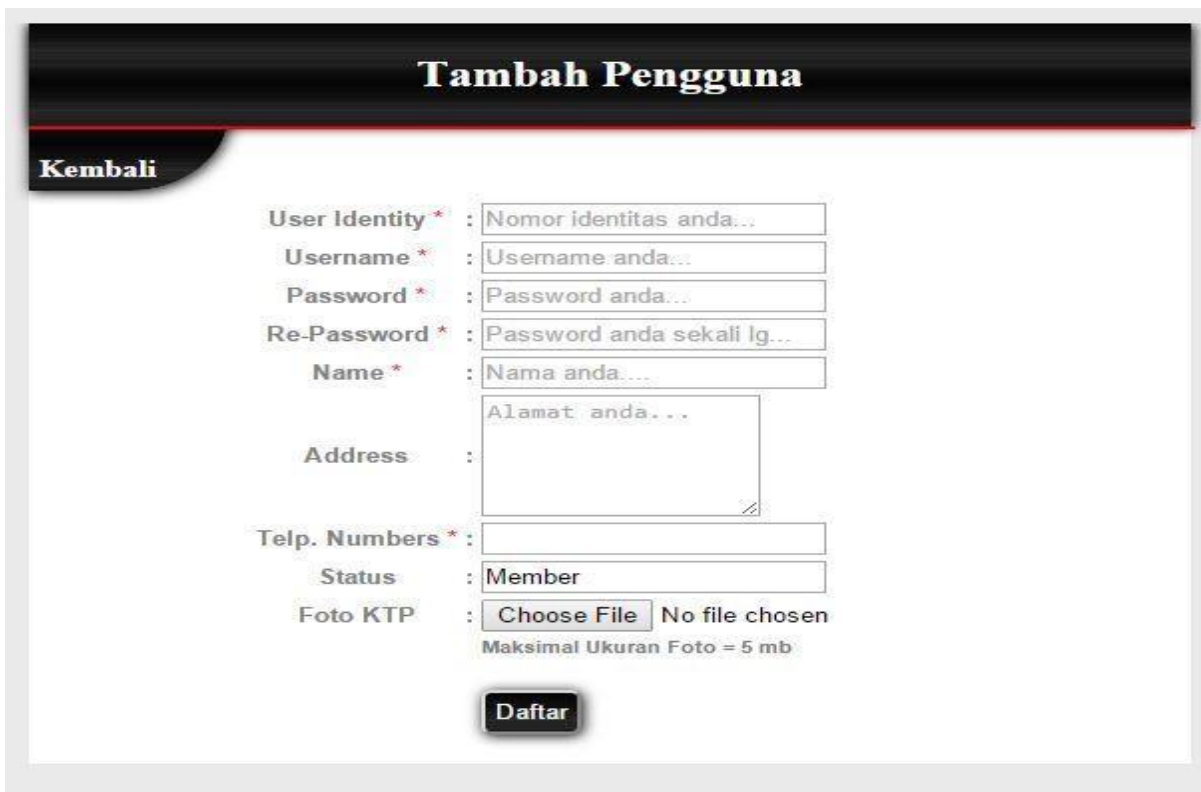 Tambah Pengguna
Kembali
User Identity * : Nomor identitas anda...
Username * : Username anda...
Password * : Password anda...
Re-Password * : Password anda sekali lg...
Name * : Nama anda....
Alamat anda...
Address :
Telp. Numbers * :
Status : Member
Foto KTP : Choose File No file chosen
Maksimal Ukuran Foto = 5 mb
Daftar